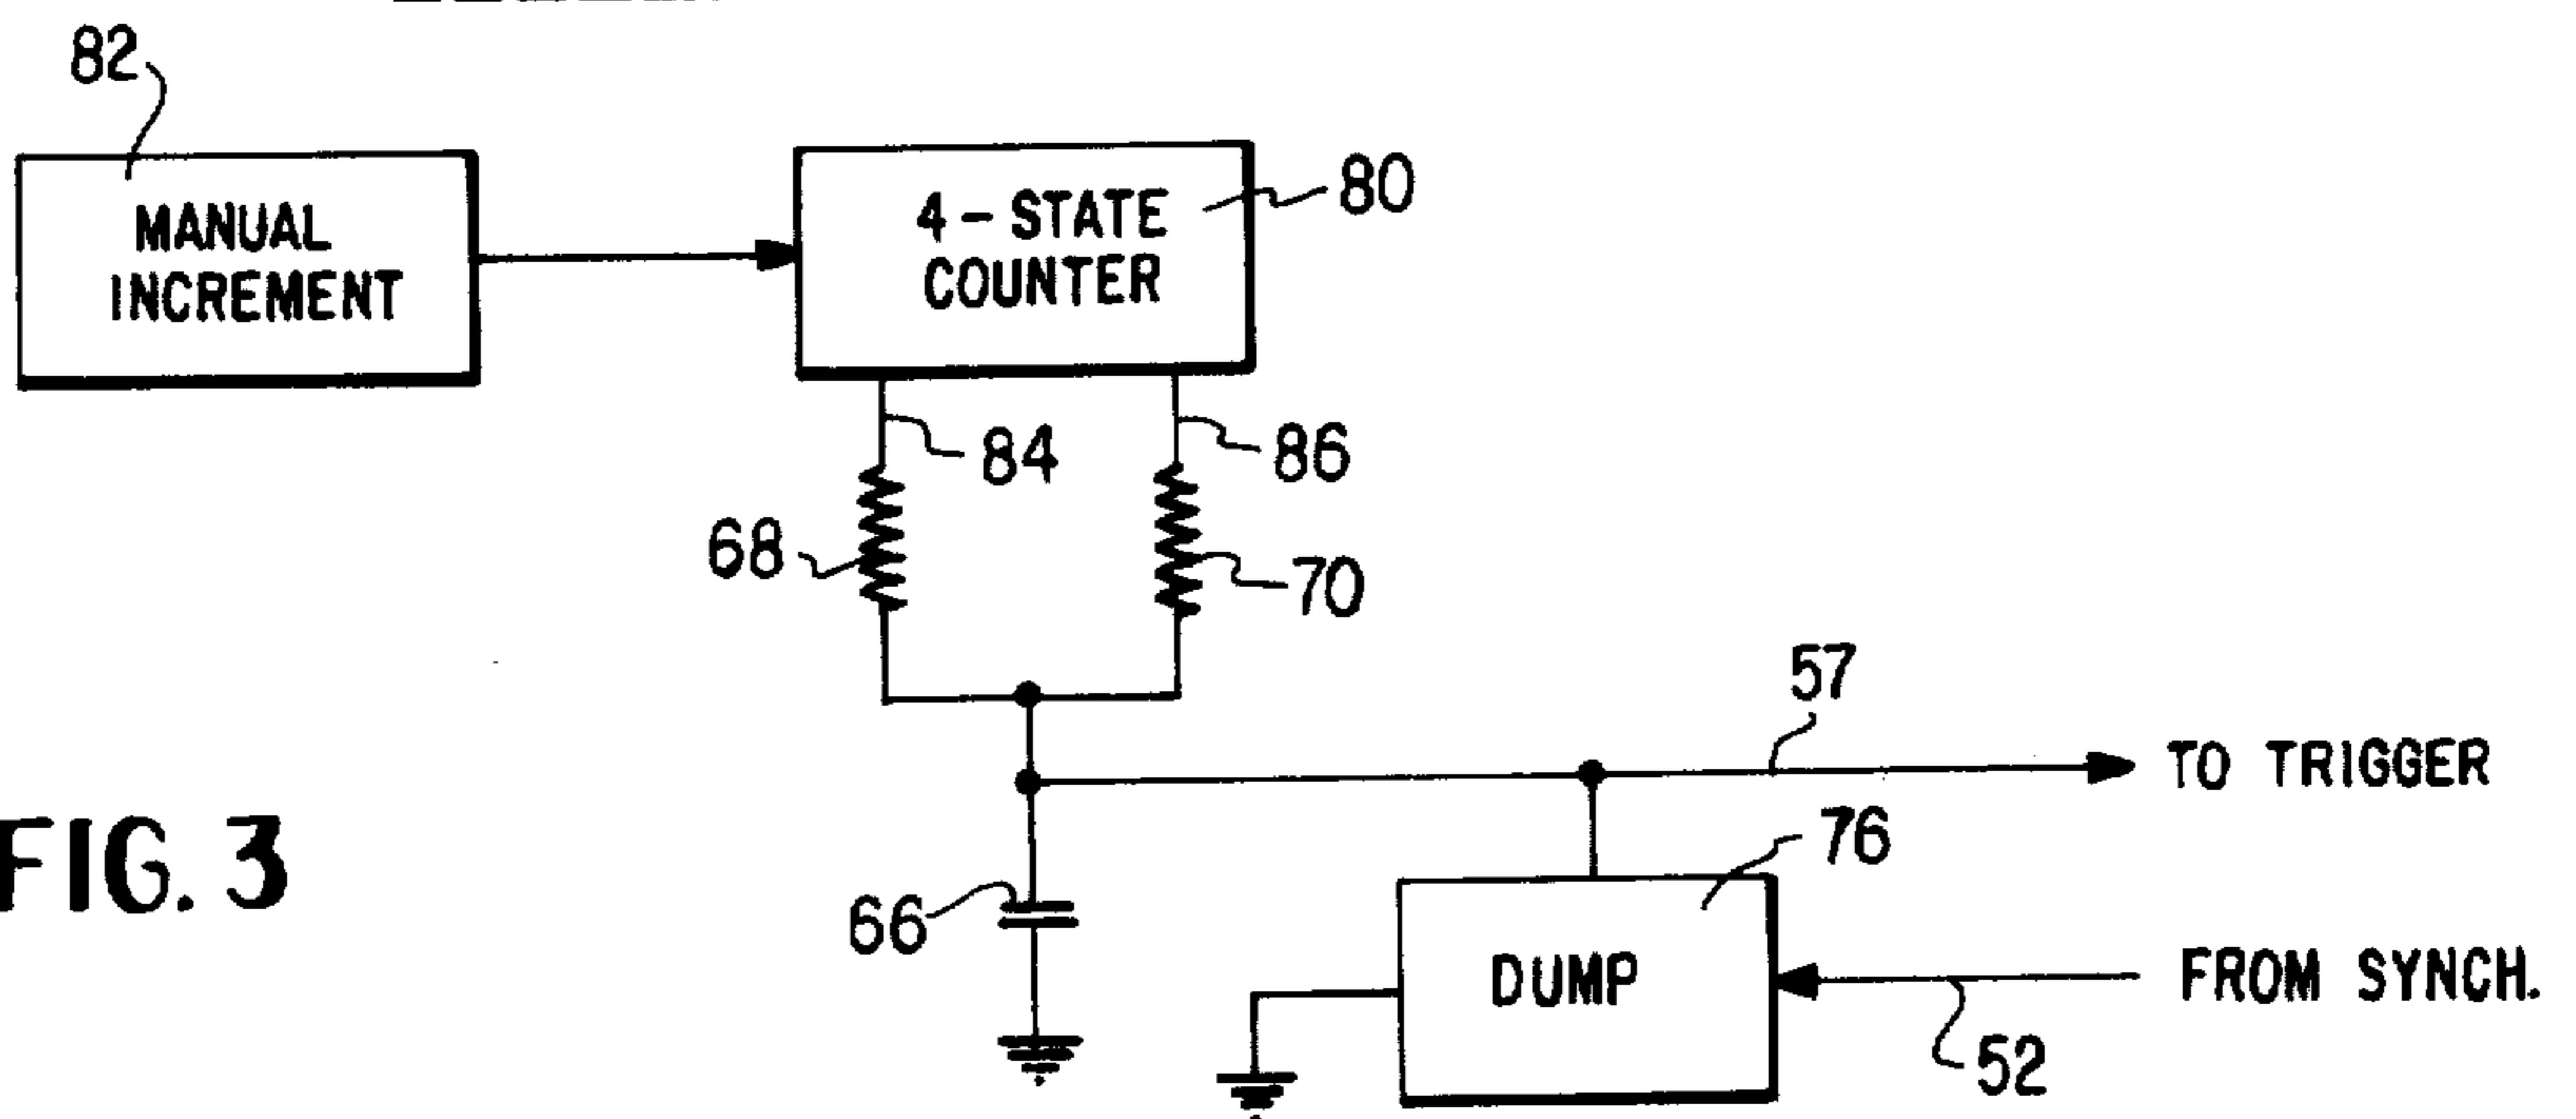 82
MANUAL
INCREMENT
4-STATE
COUNTER
80
84
86
68
70
57
TO TRIGGER
FIG. 3
66
76
DUMP
FROM SYNCH.
52